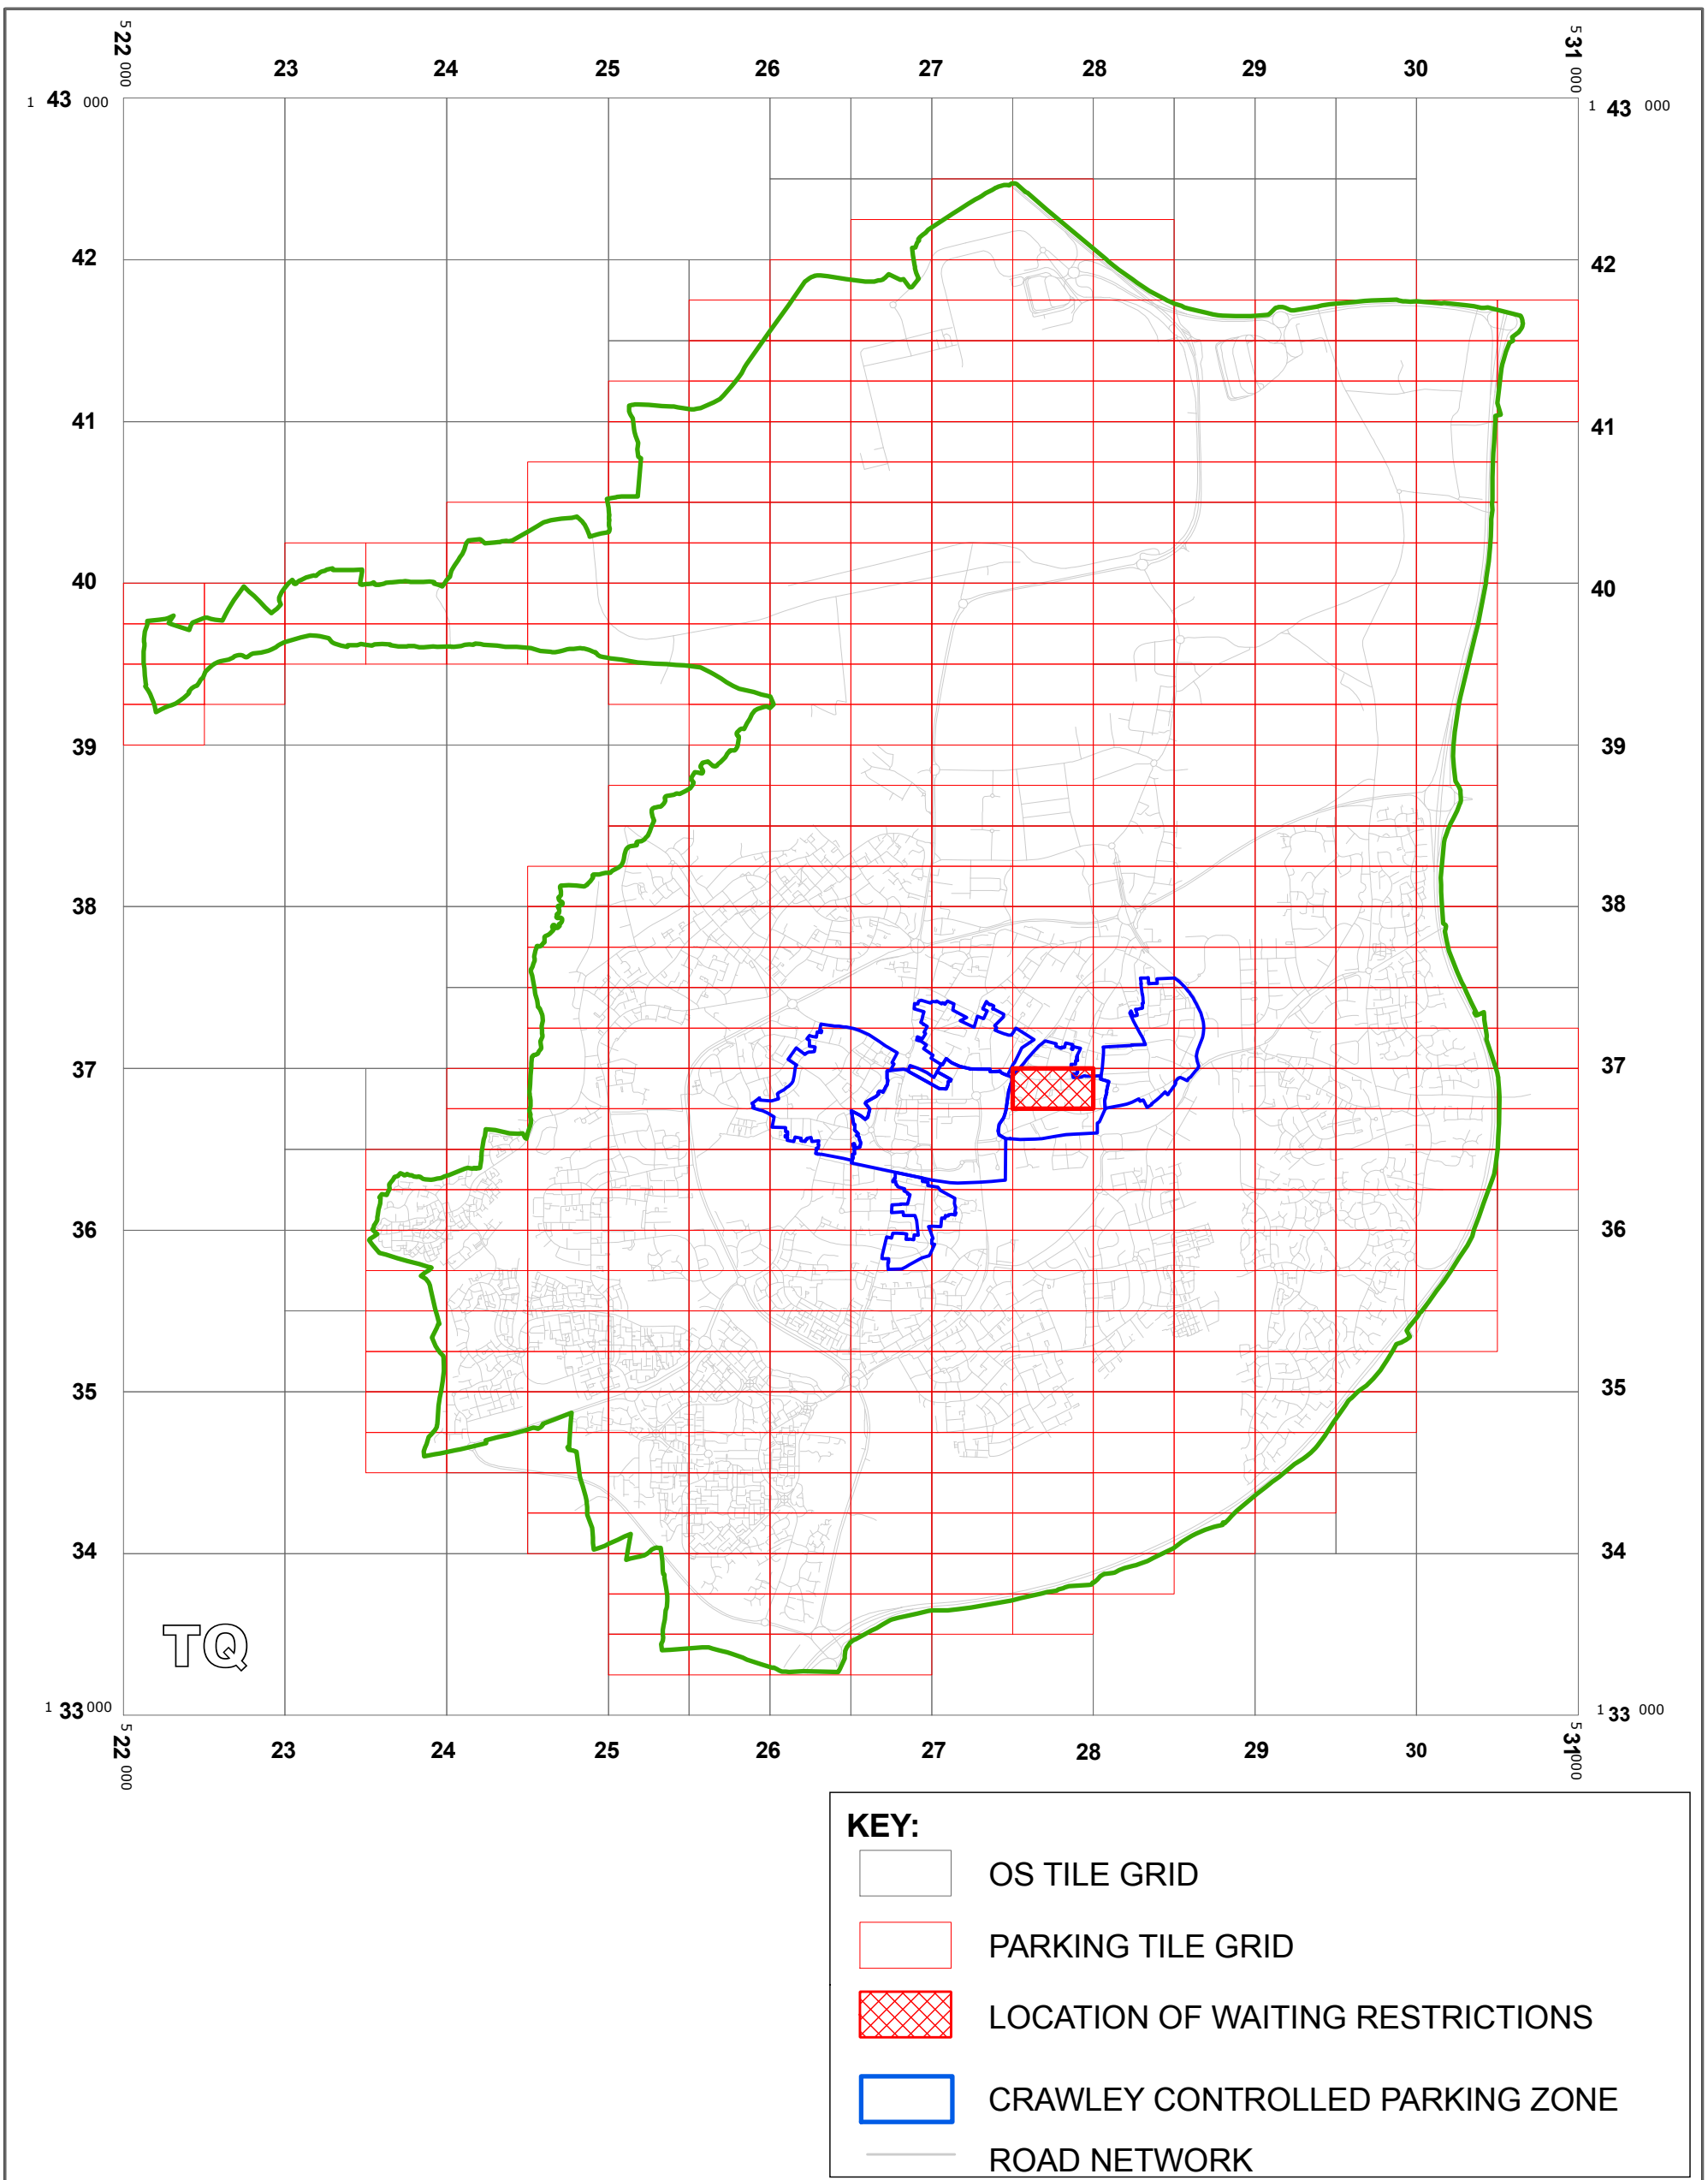 5 22 000
23 24 25 26 27 28 29 30
5 31 000
1 43 000
1 43 000
42 42
41 41
40 40
39 39
38 38
37 37
36 36
35 35
34 34
TQ
1 33 000
1 33 000
5 22 000
23 24 25 26 27 28 29 30
5 31 000
KEY:
OS TILE GRID
PARKING TILE GRID
LOCATION OF WAITING RESTRICTIONS
CRAWLEY CONTROLLED PARKING ZONE
ROAD NETWORK